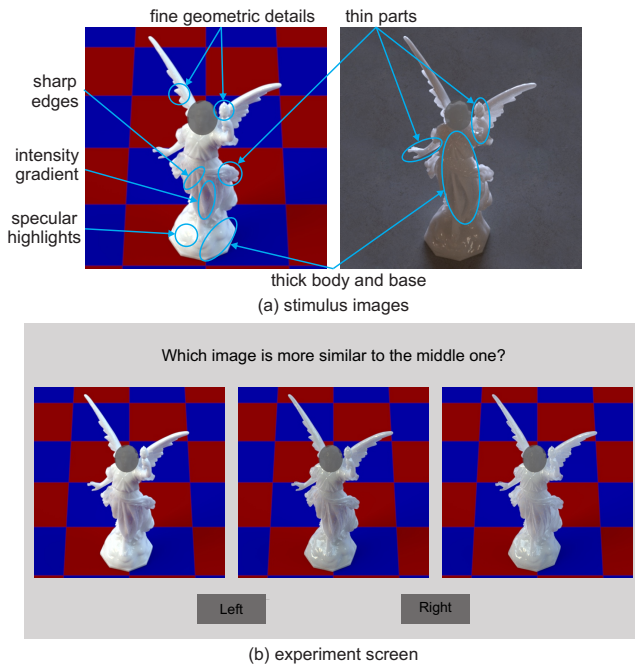 fine geometric details
thin parts
sharp
edges
intensity
gradient
specular
highlights
thick body and base
(a) stimulus images
Which image is more similar to the middle one?
Left
Right
(b) experiment screen